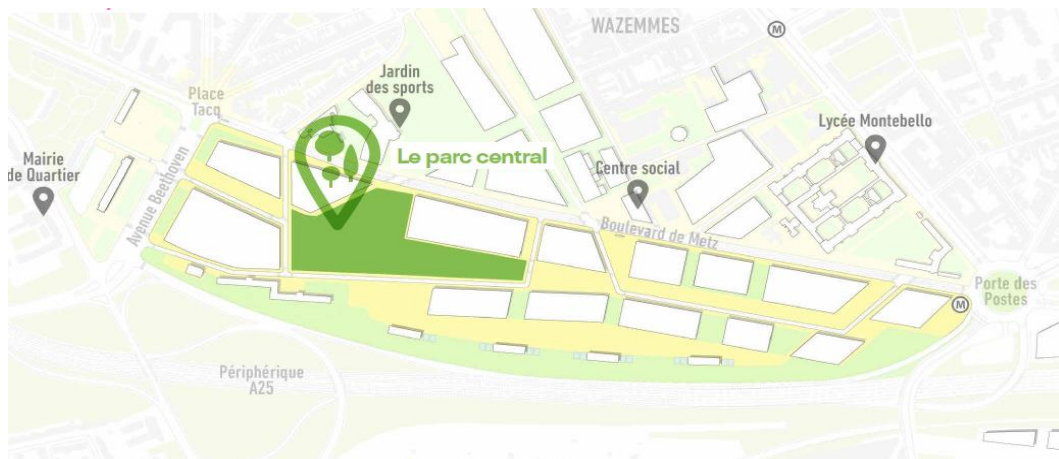 WAZEMMES
M
Jardin
des sports
Place
Tacq
Lycée Montebello
Le parc central
Mairie
de Quartier
Centre social
Avenue Beethoven
Boulevard de Metz
Porte des
Postes
M
Périphérique
A25